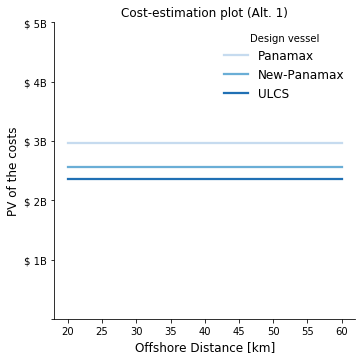 Cost-estimation plot (Alt. 1)
$ 5B
Design vessel
Panamax
$ 4B
New-Panamax
ULCS
$ 3B
PV of the costs
$ 2B
$ 1B
20 25 30 35 40 45 50 55 60
Offshore Distance [km]